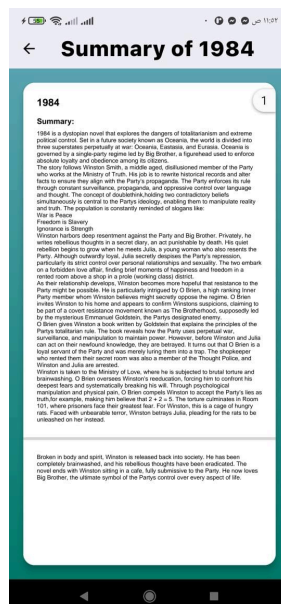 11:52 ص
Summary of 1984
1
1984
Summary:
1984 is a dystopian novel that explores the dangers of totalitarianism and extreme
political control. Set in a future society known as Oceania, the world is divided into
three superstates perpetually at war: Oceania, Eastasia, and Eurasia. Oceania is
governed by a single-party regime led by Big Brother, a figurehead used to enforce
absolute loyalty and obedience among its citizens.
The story follows Winston Smith, a middle aged, disillusioned member of the Party
who works at the Ministry of Truth. His job is to rewrite historical records and alter
facts to ensure they align with the Party's propaganda. The Party enforces its rule
through constant surveillance, propaganda, and oppressive control over language
and thought. The concept of doublethink,holding two contradictory beliefs
simultaneously is central to the Partys ideology, enabling them to manipulate reality
and truth. The population is constantly reminded of slogans like:
War is Peace
Freedom is Slavery
Ignorance is Strength
Winston harbors deep resentment against the Party and Big Brother. Privately, he
writes rebellious thoughts in a secret diary, an act punishable by death. His quiet
rebellion begins to grow when he meets Julia, a young woman who also resents the
Party. Although outwardly loyal, Julia secretly despises the Party's repression,
particularly its strict control over personal relationships and sexuality. The two embark
on a forbidden love affair, finding brief moments of happiness and freedom in a
rented room above a shop in a prole (working class) district.
As their relationship develops, Winston becomes more hopeful that resistance to the
Party might be possible. He is particularly intrigued by O Brien, a high ranking Inner
Party member whom Winston believes might secretly oppose the regime. O Brien
invites Winston to his home and appears to confirm Winstons suspicions, claiming to
be part of a covert resistance movement known as The Brotherhood, supposedly led
by the mysterious Emmanuel Goldstein, the Partys designated enemy.
O Brien gives Winston a book written by Goldstein that explains the principles of the
Partys totalitarian rule. The book reveals how the Party uses perpetual war,
surveillance, and manipulation to maintain power. However, before Winston and Julia
can act on their newfound knowledge, they are betrayed. It turns out that O Brien is a
loyal servant of the Party and was merely luring them into a trap. The shopkeeper
who rented them their secret room was also a member of the Thought Police, and
Winston and Julia are arrested.
Winston is taken to the Ministry of Love, where he is subjected to brutal torture and
brainwashing. O Brien oversees Winston's reeducation, forcing him to confront his
deepest fears and systematically breaking his will. Through psychological
manipulation and physical pain, O Brien compels Winston to accept the Party's lies as
truth,for example, making him believe that 2 + 2 = 5. The torture culminates in Room
101, where prisoners face their greatest fear. For Winston, this is a cage of hungry
rats. Faced with unbearable terror, Winston betrays Julia, pleading for the rats to be
unleashed on her instead.
Broken in body and spirit, Winston is released back into society. He has been
completely brainwashed, and his rebellious thoughts have been eradicated. The
novel ends with Winston sitting in a cafe, fully submissive to the Party. He now loves
Big Brother, the ultimate symbol of the Partys control over every aspect of life.